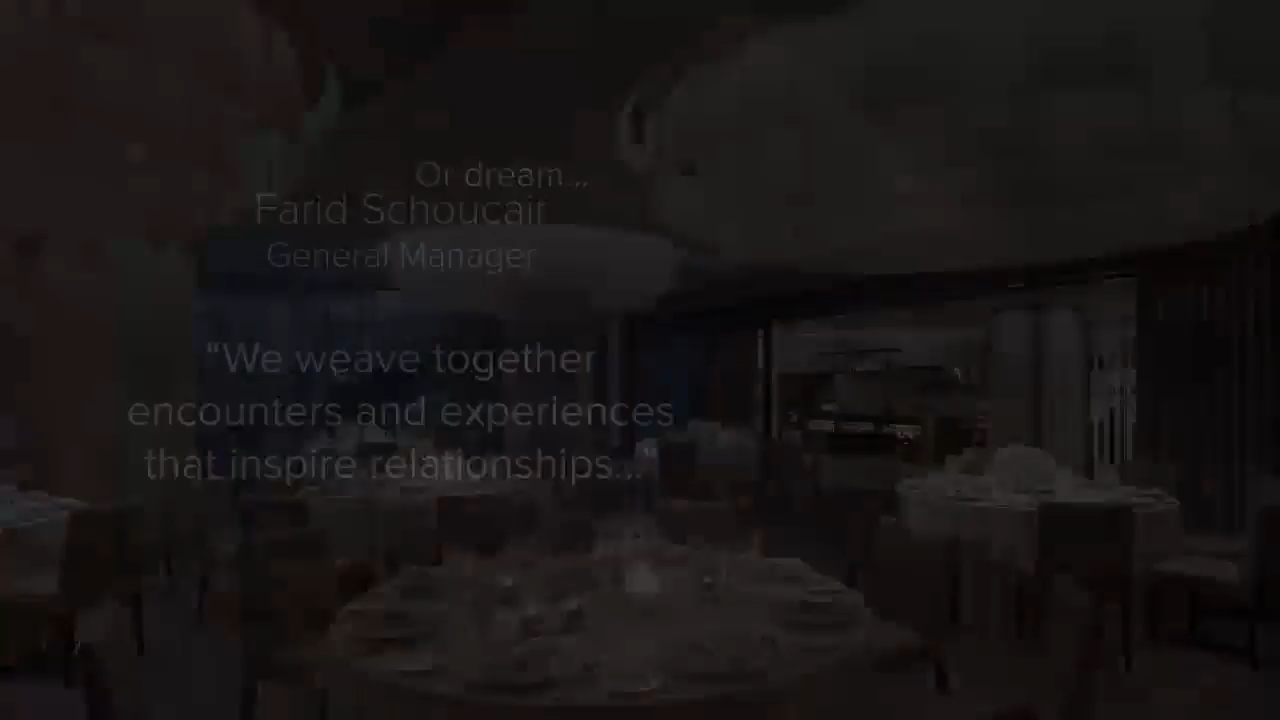 Or dream...
Farid Schoucair
General Manager
"We weave together
encounters and experiences
that inspire relationships..."